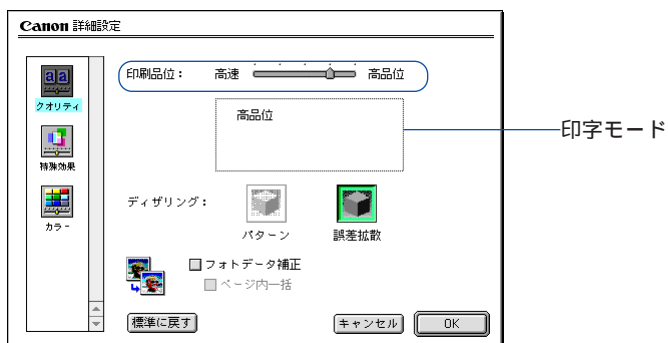 Canon 詳細設定
aa
クオリティ
特殊効果
カラー
印刷品位： 高速 高品位
高品位
印字モード
ディザリング：
パターン 誤差拡散
フォトデータ補正
ページ内一括
標準に戻す キャンセル OK